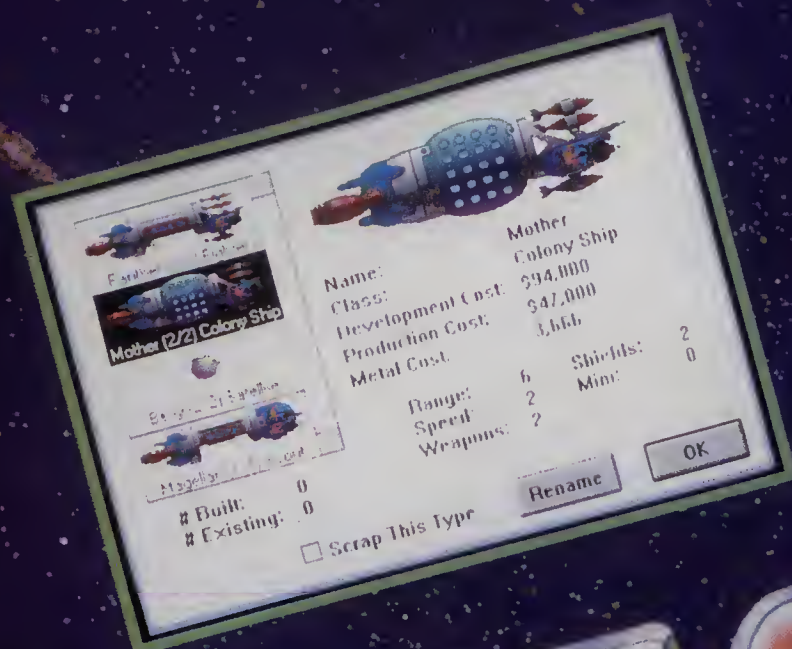 Mother (2/2) Colony Ship
# Built: 0
# Existing: 0
Name: Mother
Class: Colony Ship
Development Cost: $94,000
Production Cost: $47,000
Metal Cost: 3,666
Range: 6
Speed: 2
Weapons: 2
Shields: 2
Mini: 0
Scrap This Type
Rename
OK